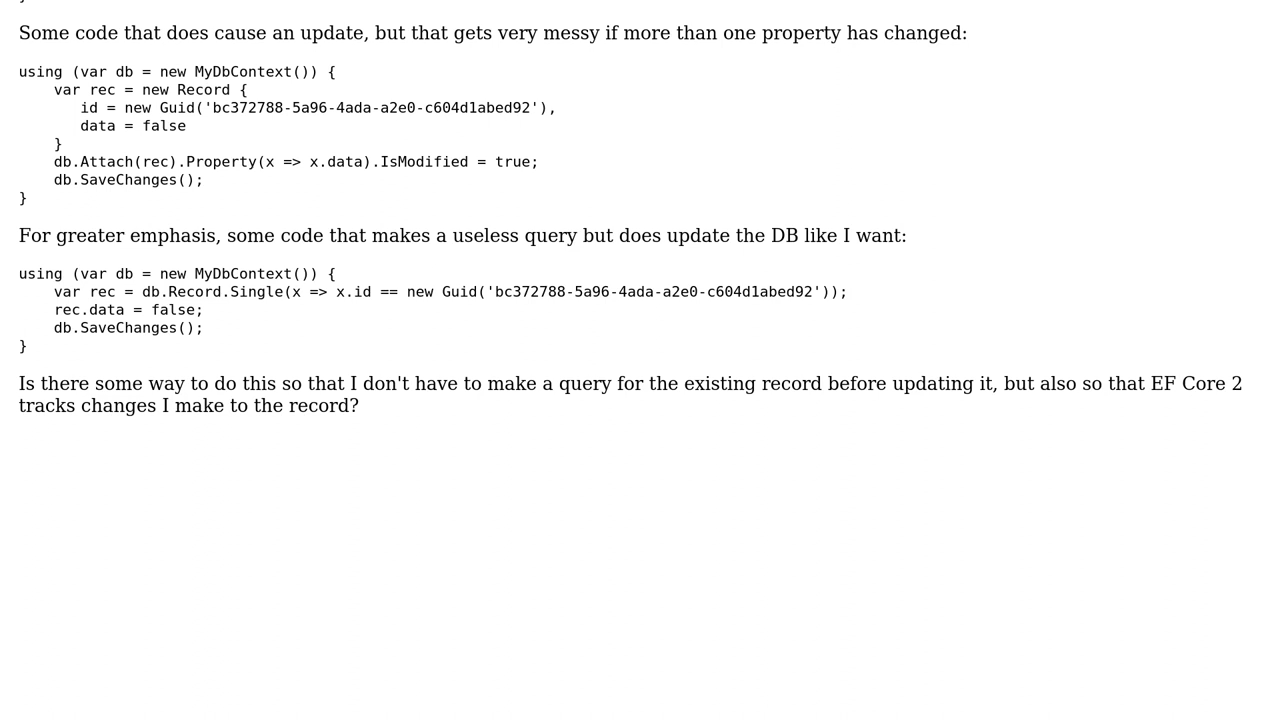 }
Some code that does cause an update, but that gets very messy if more than one property has changed:
using (var db = new MyDbContext()) {
    var rec = new Record {
       id = new Guid('bc372788-5a96-4ada-a2e0-c604d1abed92'),
       data = false
    }
    db.Attach(rec).Property(x => x.data).IsModified = true;
    db.SaveChanges();
}
For greater emphasis, some code that makes a useless query but does update the DB like I want:
using (var db = new MyDbContext()) {
    var rec = db.Record.Single(x => x.id == new Guid('bc372788-5a96-4ada-a2e0-c604d1abed92'));
    rec.data = false;
    db.SaveChanges();
}
Is there some way to do this so that I don't have to make a query for the existing record before updating it, but also so that EF Core 2
tracks changes I make to the record?